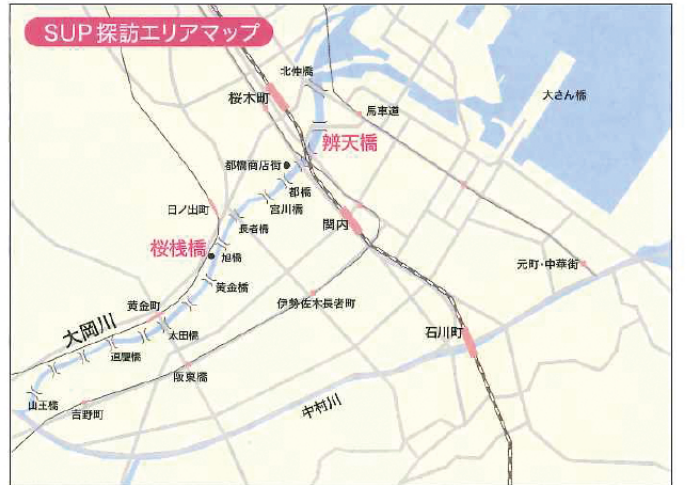 SUP探訪エリアマップ
北仲橋
桜木町
馬車道
大さん橋
辨天橋
都橋商店街
都橋
日ノ出町
宮川橋
長者橋
関内
桜桟橋
旭橋
元町・中華街
黄金橋
伊勢佐木長者町
黄金町
大岡川
太田橋
石川町
道慶橋
阪東橋
山王橋
吉野町
中村川